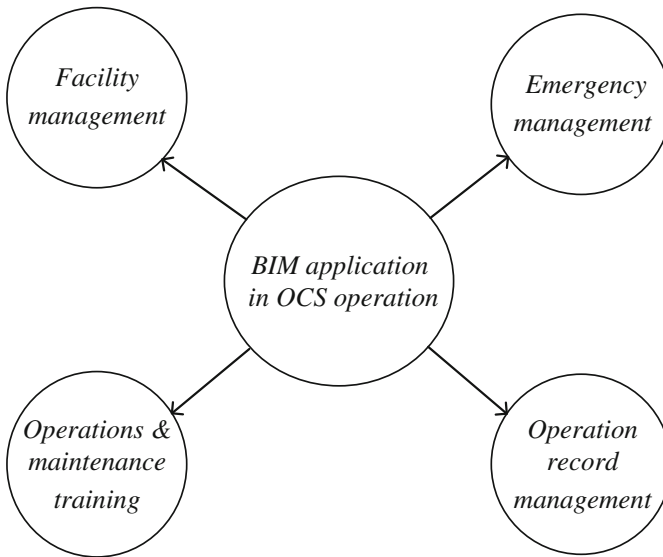 Facility
management
Emergency
management
BIM application
in OCS operation
Operations &
maintenance
training
Operation
record
management